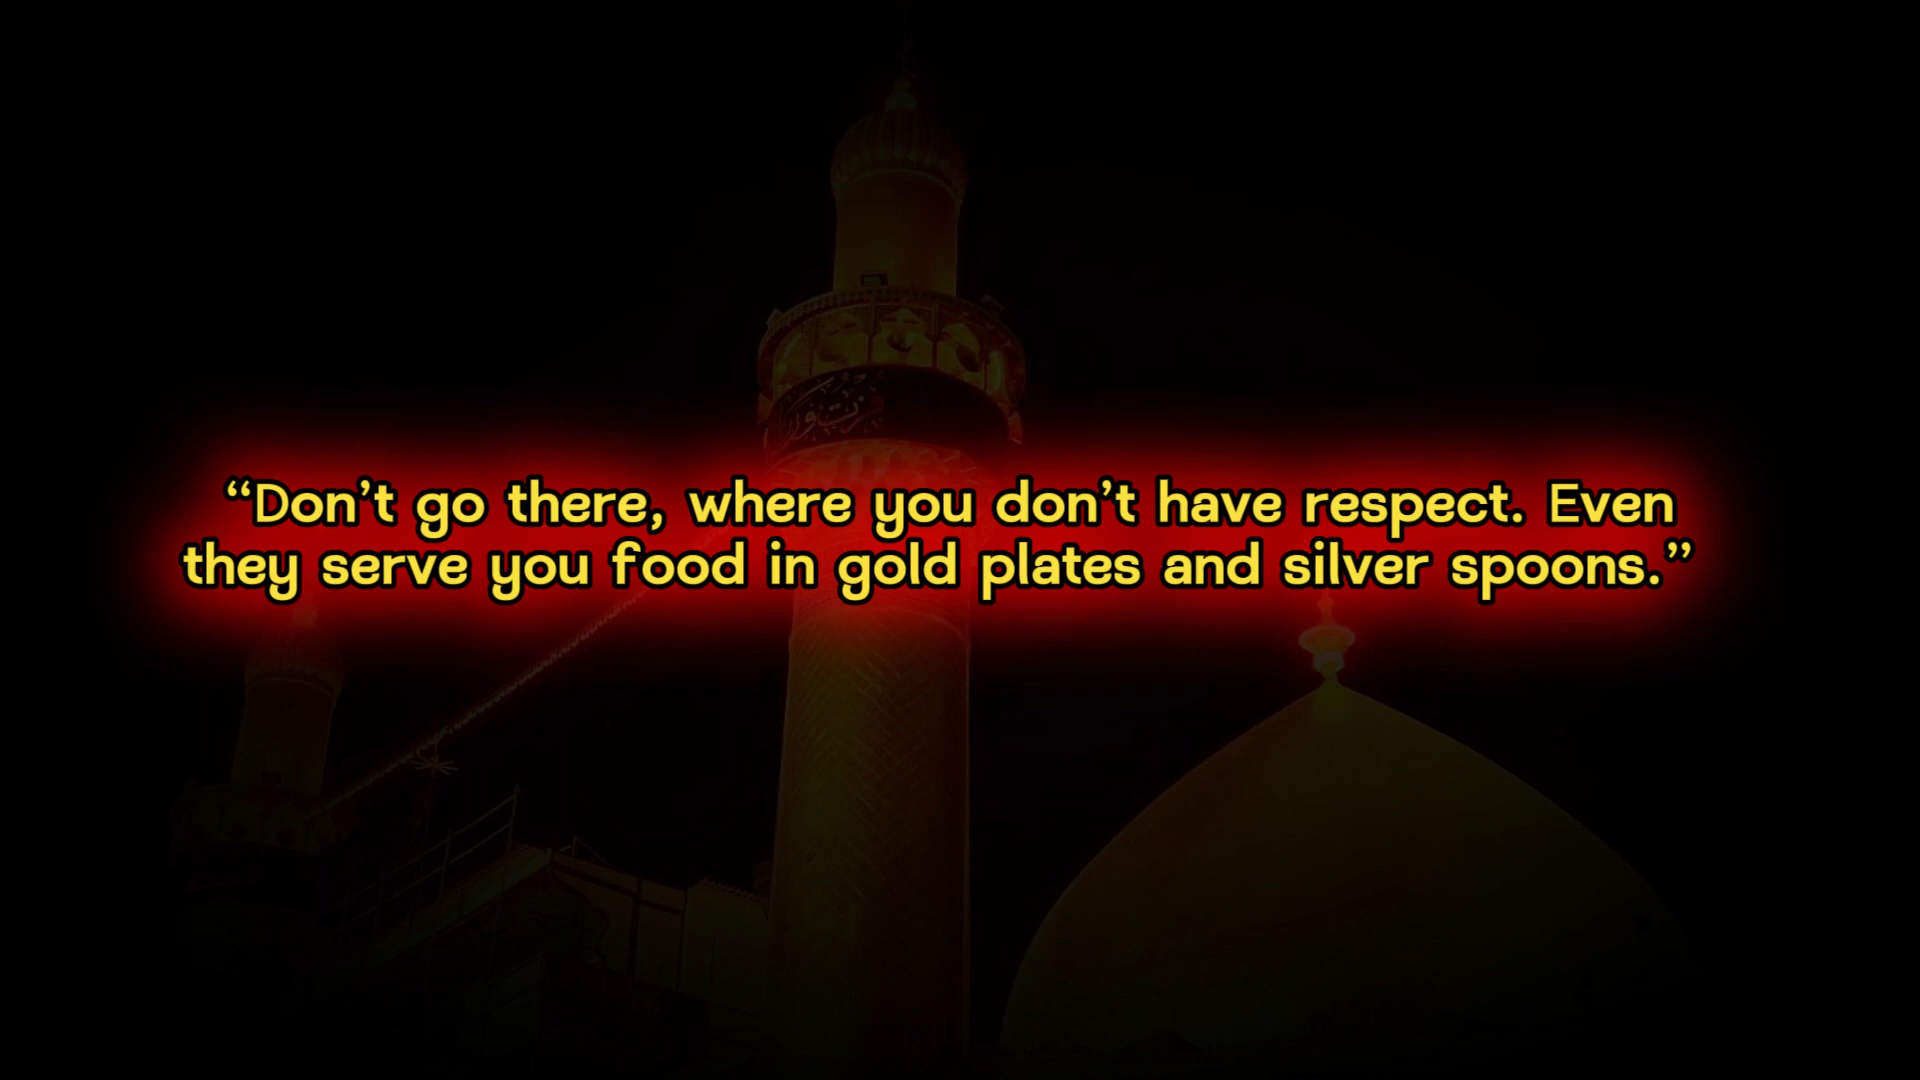 “Don’t go there, where you don’t have respect. Even
they serve you food in gold plates and silver spoons.”